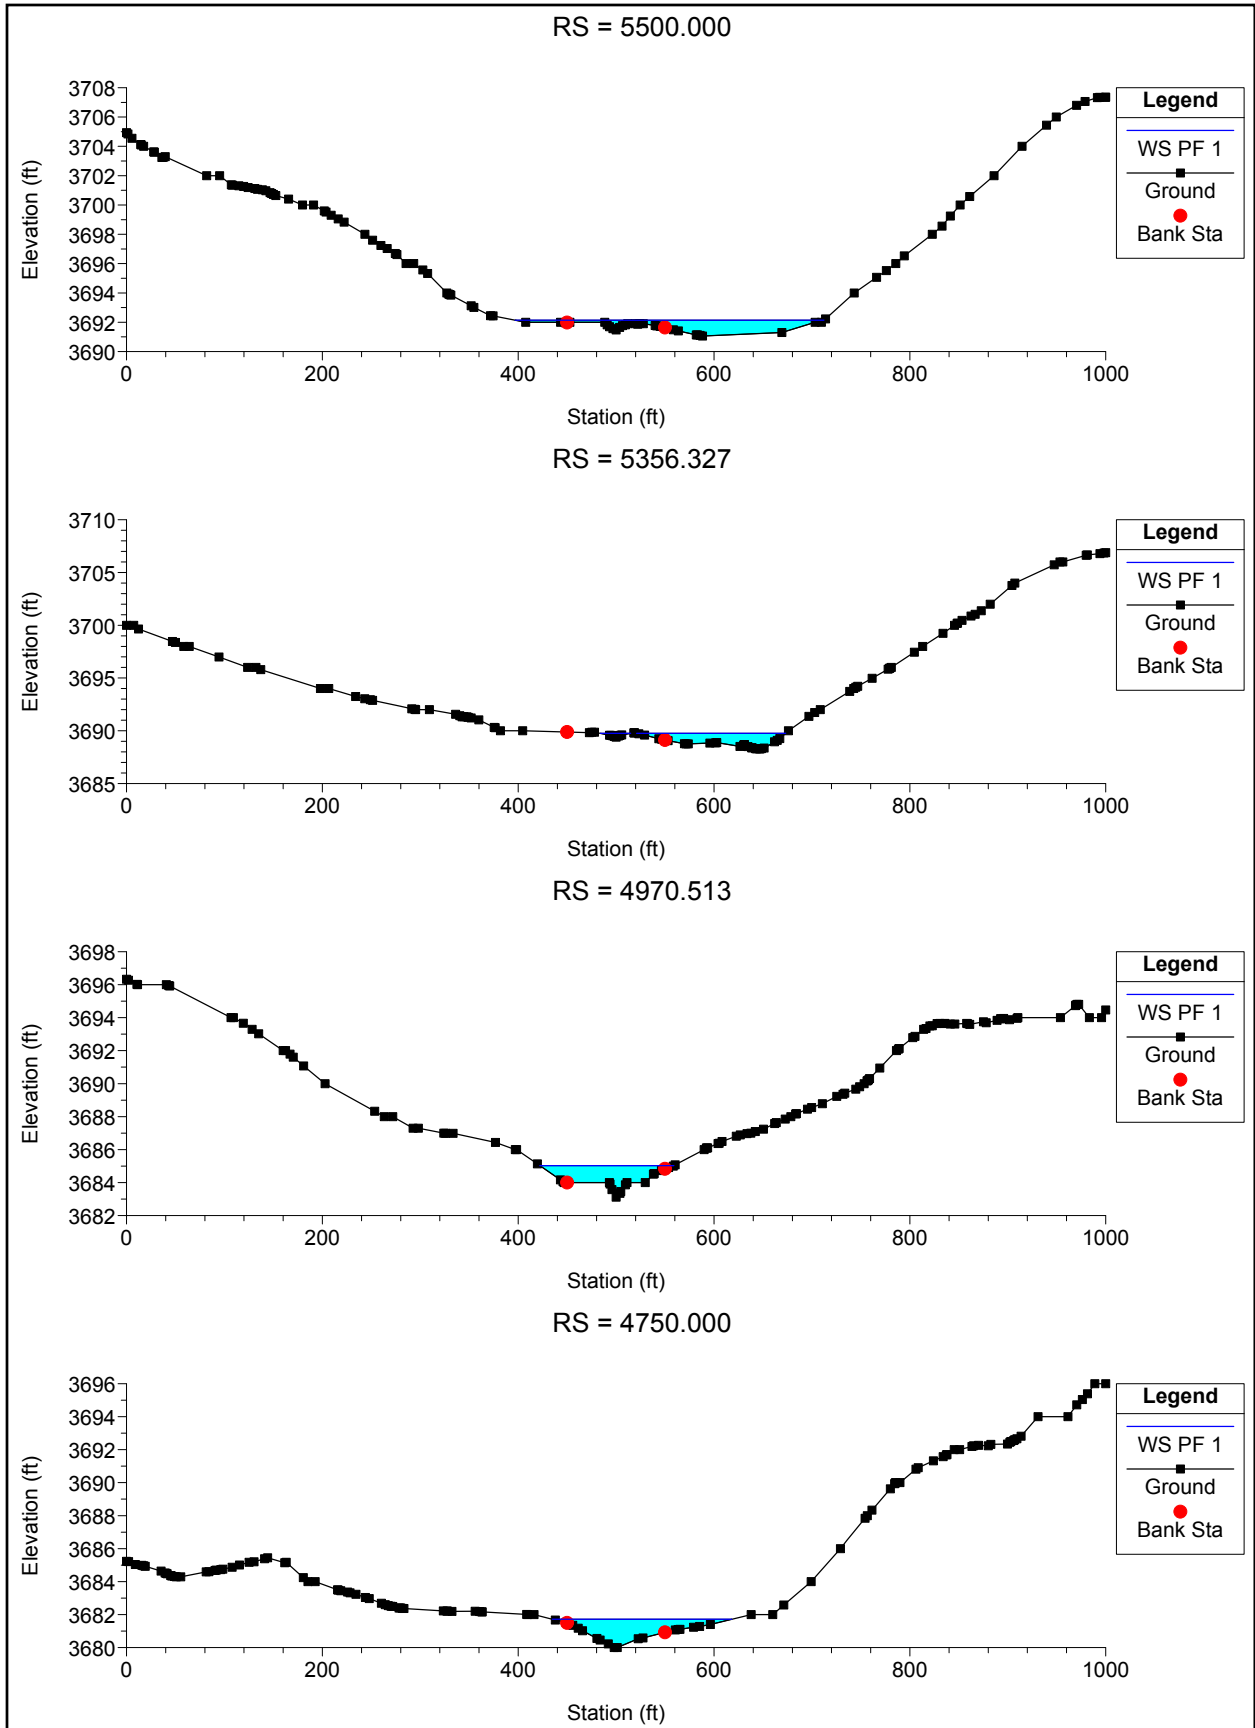 RS = 5500.000
Elevation (ft)
3708
3706
3704
3702
3700
3698
3696
3694
3692
3690
0 200 400 600 800 1000
Station (ft)
Legend
WS PF 1
Ground
Bank Sta
RS = 5356.327
Elevation (ft)
3710
3705
3700
3695
3690
3685
0 200 400 600 800 1000
Station (ft)
Legend
WS PF 1
Ground
Bank Sta
RS = 4970.513
Elevation (ft)
3698
3696
3694
3692
3690
3688
3686
3684
3682
0 200 400 600 800 1000
Station (ft)
Legend
WS PF 1
Ground
Bank Sta
RS = 4750.000
Elevation (ft)
3696
3694
3692
3690
3688
3686
3684
3682
3680
0 200 400 600 800 1000
Station (ft)
Legend
WS PF 1
Ground
Bank Sta